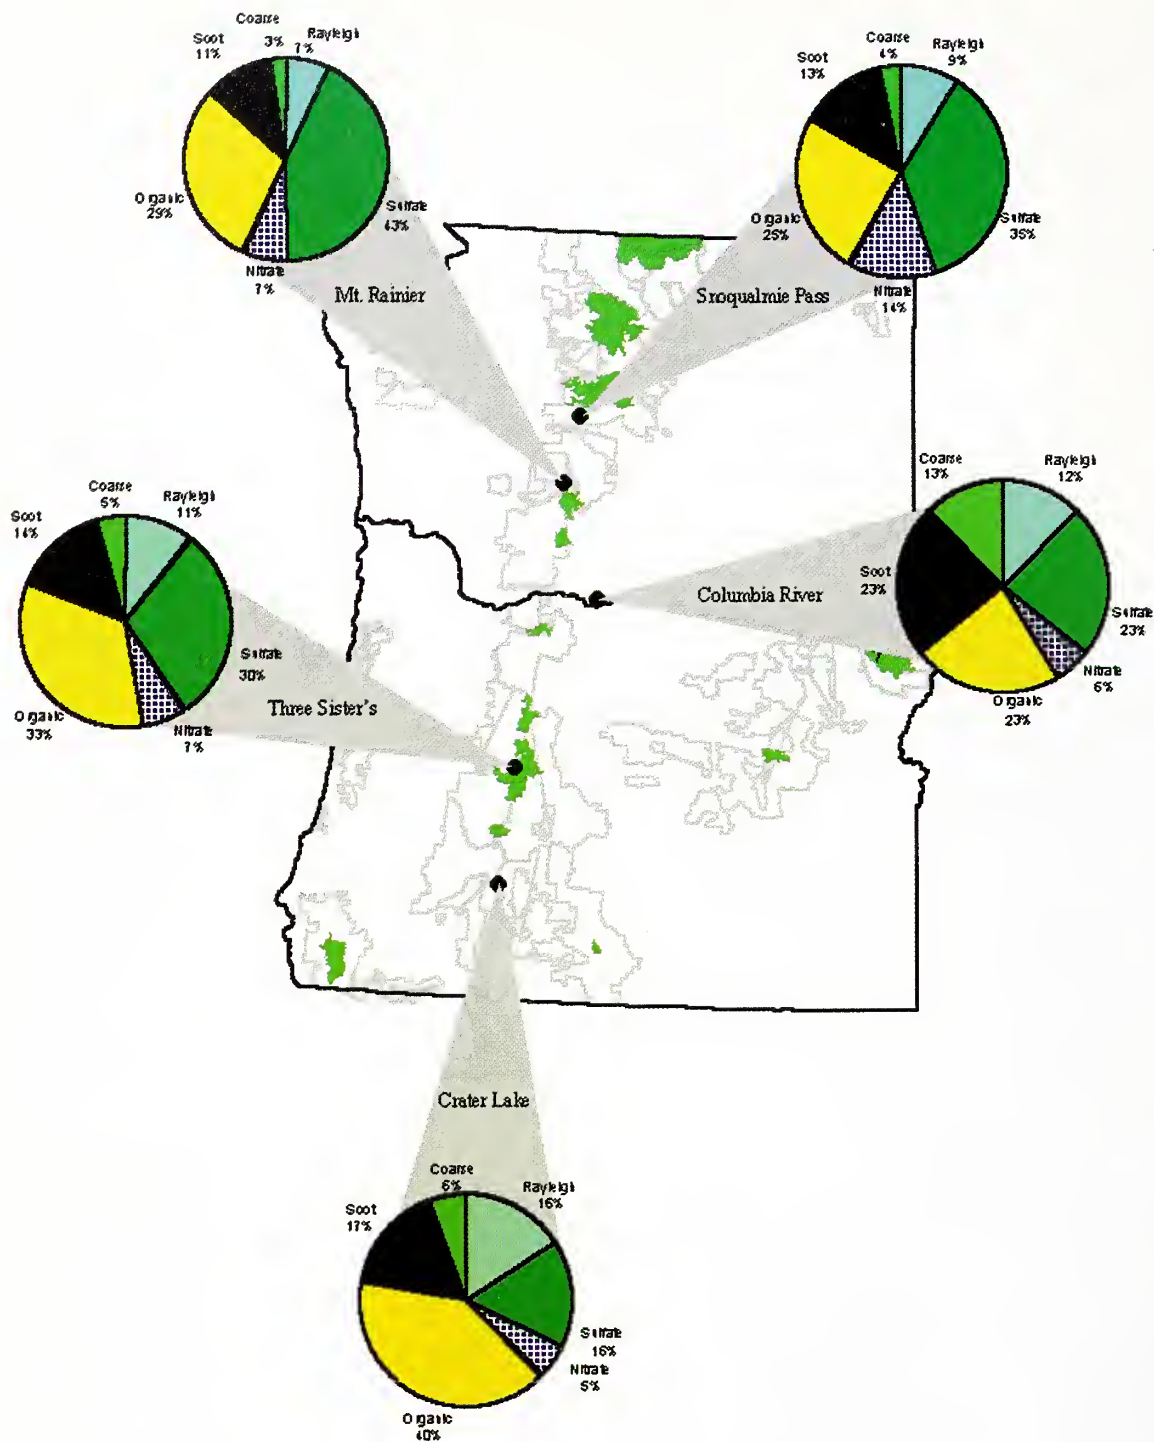 Coarse
3%
Rayleigh
7%
Soot
11%
Organic
29%
Sulfate
43%
Nitrate
7%
Mt. Rainier
Coarse
4%
Rayleigh
9%
Soot
13%
Organic
25%
Sulfate
35%
Nitrate
14%
Snoqualmie Pass
Coarse
13%
Rayleigh
12%
Soot
23%
Sulfate
23%
Nitrate
6%
Organic
23%
Columbia River
Coarse
5%
Rayleigh
11%
Soot
14%
Sulfate
30%
Organic
33%
Nitrate
7%
Three Sister's
Crater Lake
Coarse
6%
Rayleigh
16%
Soot
17%
Sulfate
16%
Nitrate
5%
Organic
40%